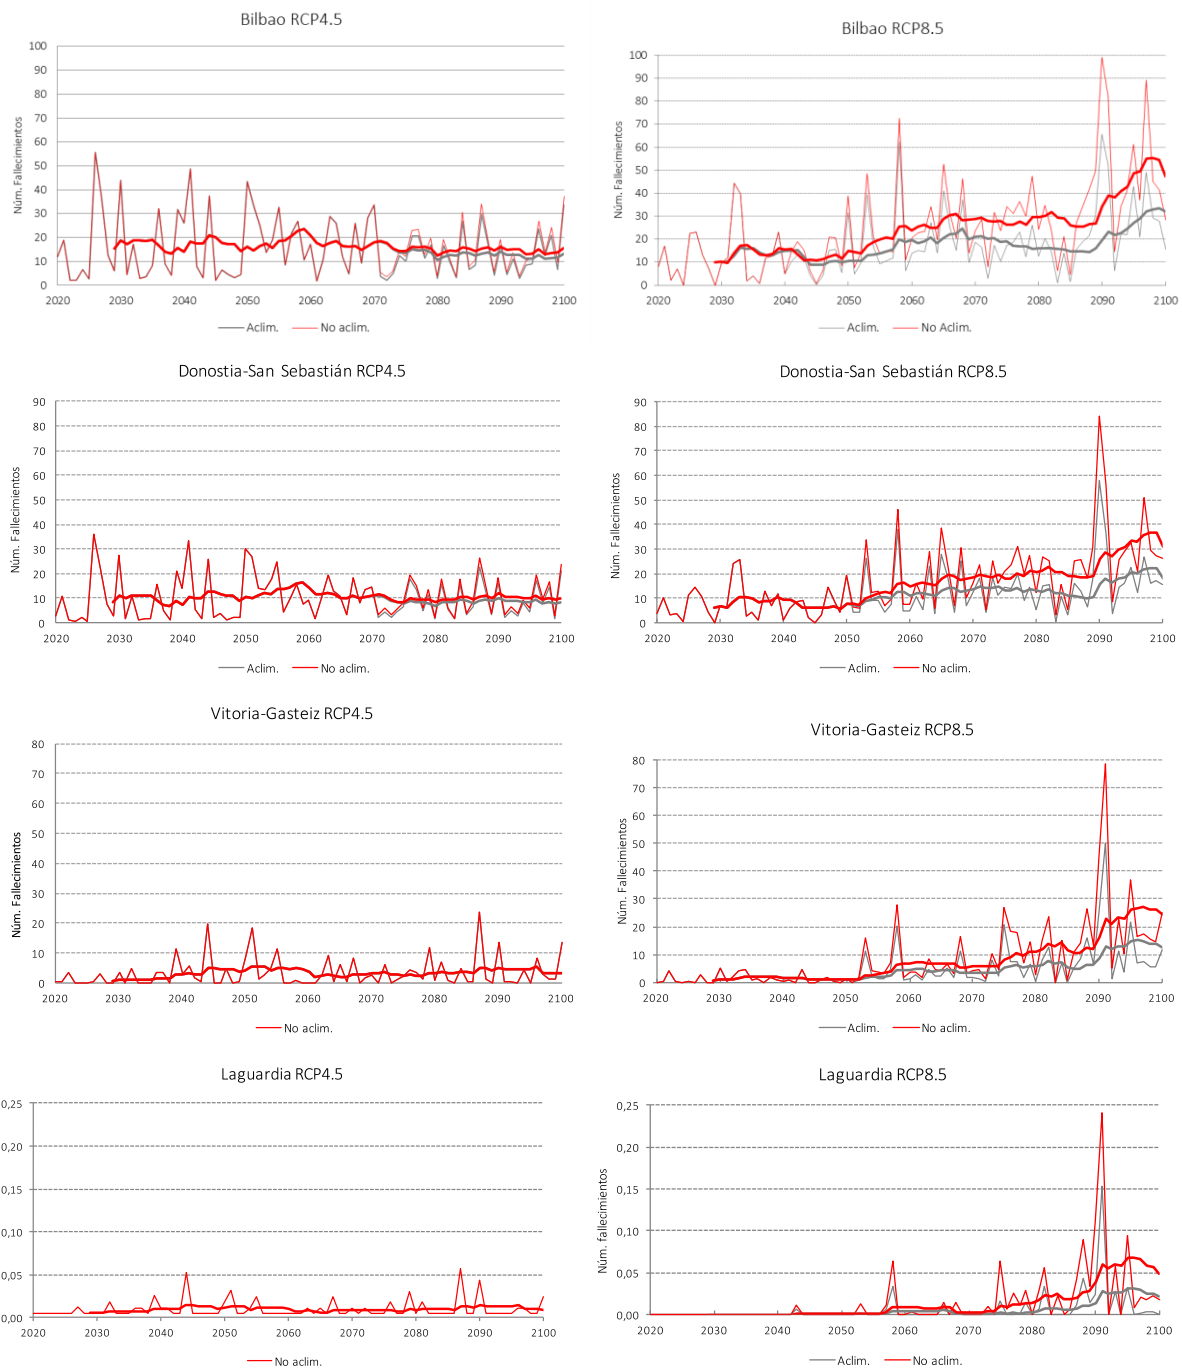 Bilbao RCP4.5
Núm. Fallecimientos
100
90
80
70
60
50
40
30
20
10
0
2020 2030 2040 2050 2060 2070 2080 2090 2100
Aclim. No aclim.
Bilbao RCP8.5
Núm. Fallecimientos
100
90
80
70
60
50
40
30
20
10
0
2020 2030 2040 2050 2060 2070 2080 2090 2100
Aclim. No Aclim.
Donostia-San Sebastián RCP4.5
Núm. Fallecimientos
90
80
70
60
50
40
30
20
10
0
2020 2030 2040 2050 2060 2070 2080 2090 2100
Aclim. No aclim.
Donostia-San Sebastián RCP8.5
Núm. Fallecimientos
90
80
70
60
50
40
30
20
10
0
2020 2030 2040 2050 2060 2070 2080 2090 2100
Aclim. No aclim.
Vitoria-Gasteiz RCP4.5
Núm. Fallecimientos
80
70
60
50
40
30
20
10
0
2020 2030 2040 2050 2060 2070 2080 2090 2100
No aclim.
Vitoria-Gasteiz RCP8.5
Núm. Fallecimientos
80
70
60
50
40
30
20
10
0
2020 2030 2040 2050 2060 2070 2080 2090 2100
Aclim. No aclim.
Laguardia RCP4.5
0,25
0,20
0,15
0,10
0,05
0,00
2020 2030 2040 2050 2060 2070 2080 2090 2100
No aclim.
Laguardia RCP8.5
Núm. fallecimientos
0,25
0,20
0,15
0,10
0,05
0,00
2020 2030 2040 2050 2060 2070 2080 2090 2100
Aclim. No aclim.